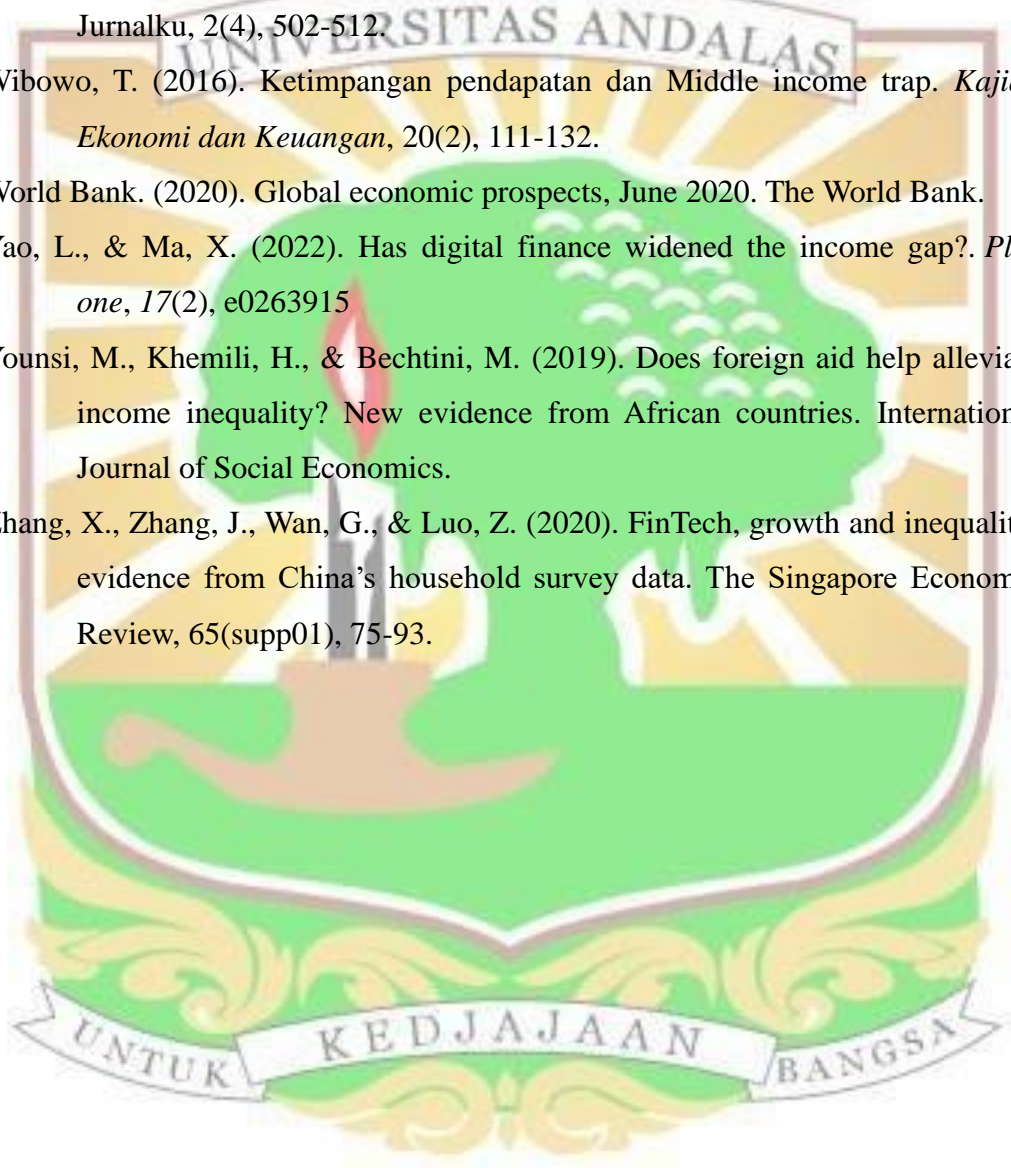 Jurnalku, 2(4), 502-512.
UNIVERSITAS ANDALAS
Wibowo, T. (2016). Ketimpangan pendapatan dan Middle income trap. Kajia
Ekonomi dan Keuangan, 20(2), 111-132.
World Bank. (2020). Global economic prospects, June 2020. The World Bank.
Yao, L., & Ma, X. (2022). Has digital finance widened the income gap?. Pl
one, 17(2), e0263915
Younsi, M., Khemili, H., & Bechtini, M. (2019). Does foreign aid help allevia
income inequality? New evidence from African countries. Internation
Journal of Social Economics.
Zhang, X., Zhang, J., Wan, G., & Luo, Z. (2020). FinTech, growth and inequalit
evidence from China's household survey data. The Singapore Econom
Review, 65(supp01), 75-93.
UNTUK KEDJAJAAN BANGSA